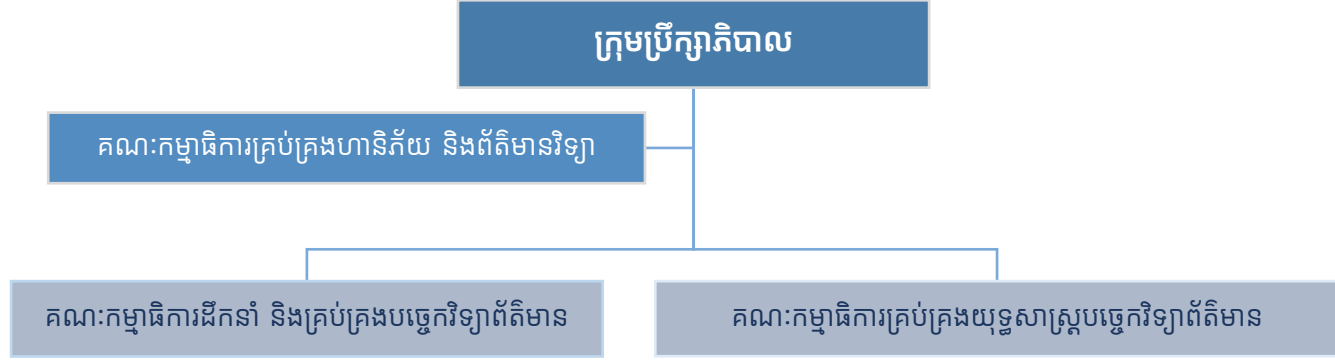 ក្រុមប្រឹក្សាភិបាល
គណៈកម្មាធិការគ្រប់គ្រងហានិភ័យ និងព័ត៌មានវិទ្យា
គណៈកម្មាធិការដឹកនាំ និងគ្រប់គ្រងបច្ចេកវិទ្យាព័ត៌មាន
គណៈកម្មាធិការគ្រប់គ្រងយុទ្ធសាស្ត្របច្ចេកវិទ្យាព័ត៌មាន